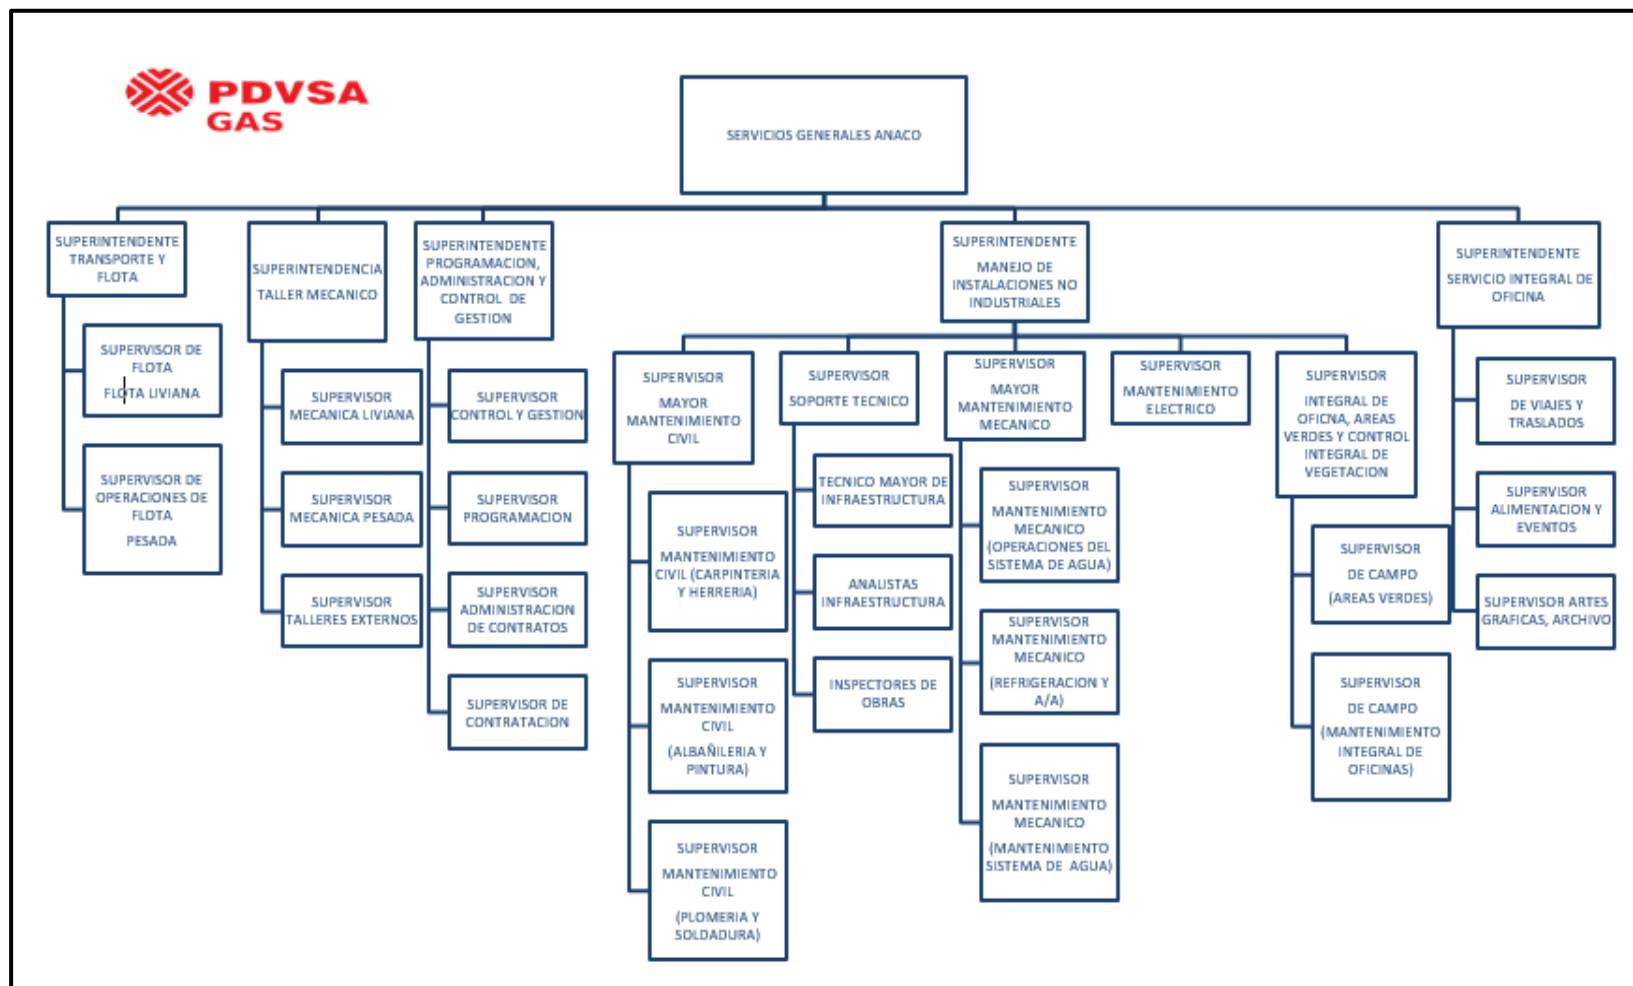 PDVSA
GAS
SERVICIOS GENERALES ANACO
SUPERINTENDENTE
TRANSPORTE Y
FLOTA
SUPERVISOR DE
FLOTA
FLOTA LIVIANA
SUPERVISOR DE
OPERACIONES DE
FLOTA
PESADA
SUPERINTENDENCIA
TALLER MECANICO
SUPERVISOR
MECANICA LIVIANA
SUPERVISOR
MECANICA PESADA
SUPERVISOR
TALLERES EXTERNOS
SUPERINTENDENTE
PROGRAMACION,
ADMINISTRACION Y
CONTROL DE
GESTION
SUPERVISOR
CONTROL Y GESTION
SUPERVISOR
PROGRAMACION
SUPERVISOR
ADMINISTRACION
DE CONTRATOS
SUPERVISOR DE
CONTRATACION
SUPERINTENDENTE
MANEJO DE
INSTALACIONES NO
INDUSTRIALES
SUPERVISOR
MAYOR
MANTENIMIENTO
CIVIL
SUPERVISOR
MANTENIMIENTO
CIVIL (CARPINTERIA
Y HERRERIA)
SUPERVISOR
MANTENIMIENTO
CIVIL
(ALBAÑILERIA Y
PINTURA)
SUPERVISOR
MANTENIMIENTO
CIVIL
(PLOMERIA Y
SOLDADURA)
SUPERVISOR
SOPORTE TECNICO
TECNICO MAYOR DE
INFRAESTRUCTURA
ANALISTAS
INFRAESTRUCTURA
INSPECTORES DE
OBRAS
SUPERVISOR
MAYOR
MANTENIMIENTO
MECANICO
SUPERVISOR
MANTENIMIENTO
MECANICO
(OPERACIONES DEL
SISTEMA DE AGUA)
SUPERVISOR
MANTENIMIENTO
MECANICO
(REFRIGERACION Y
A/A)
SUPERVISOR
MANTENIMIENTO
MECANICO
(MANTENIMIENTO
SISTEMA DE AGUA)
SUPERVISOR
MANTENIMIENTO
ELECTRICO
SUPERVISOR
INTEGRAL DE
OFICNA, AREAS
VERDES Y CONTROL
INTEGRAL DE
VEGETACION
SUPERVISOR
DE CAMPO
(AREAS VERDES)
SUPERVISOR
DE CAMPO
(MANTENIMIENTO
INTEGRAL DE
OFICINAS)
SUPERINTENDENTE
SERVICIO INTEGRAL DE
OFICINA
SUPERVISOR
DE VIAJES Y
TRASLADOS
SUPERVISOR
ALIMENTACION Y
EVENTOS
SUPERVISOR ARTES
GRAFICAS, ARCHIVO